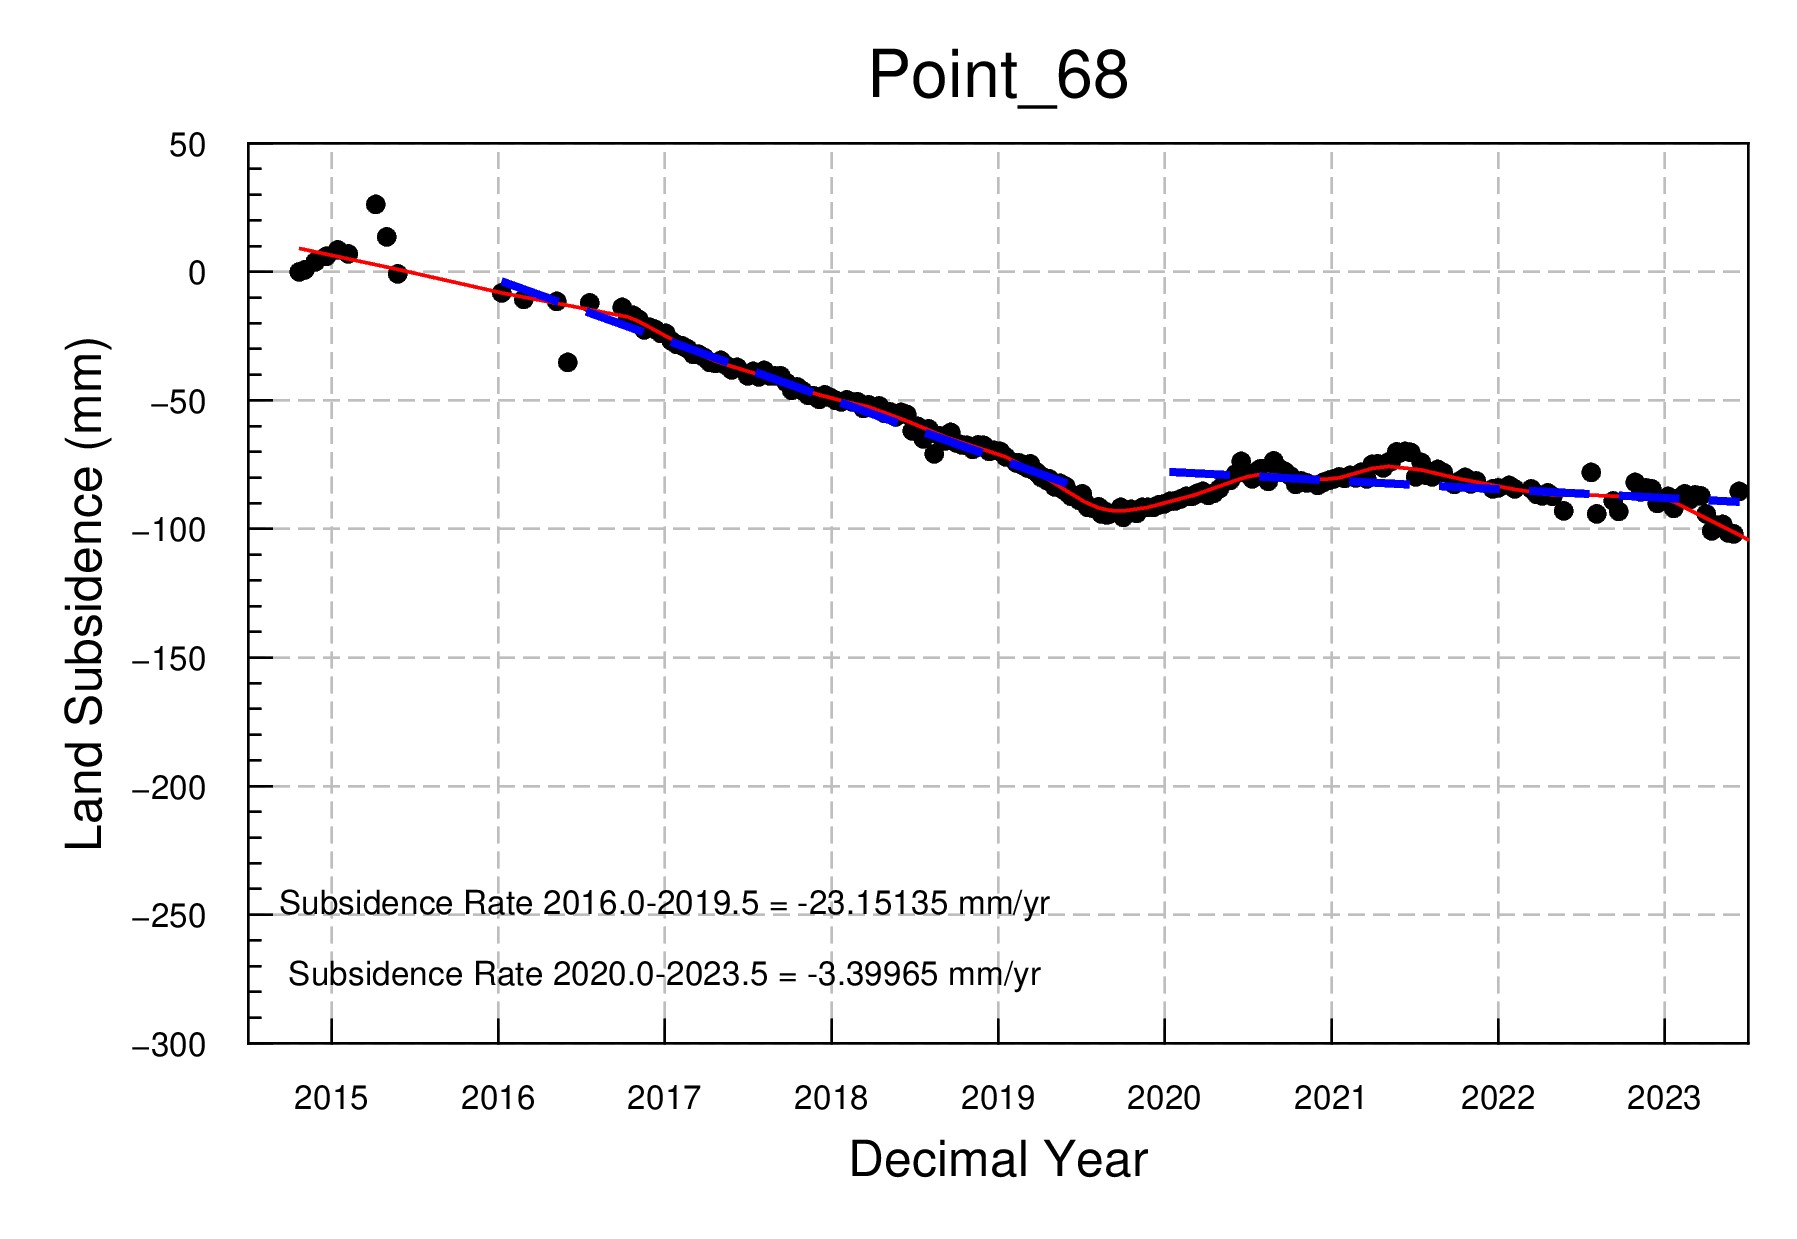 Point_68
50
0
−50
−100
−150
−200
−250
−300
Land Subsidence (mm)
Subsidence Rate 2016.0-2019.5 = -23.15135 mm/yr
Subsidence Rate 2020.0-2023.5 = -3.39965 mm/yr
2015 2016 2017 2018 2019 2020 2021 2022 2023
Decimal Year